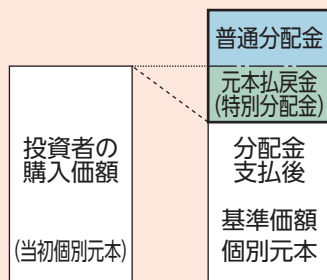 普通分配金
元本払戻金
(特別分配金)
投資者の
購入価額
(当初個別元本)
分配金
支払後
基準価額
個別元本